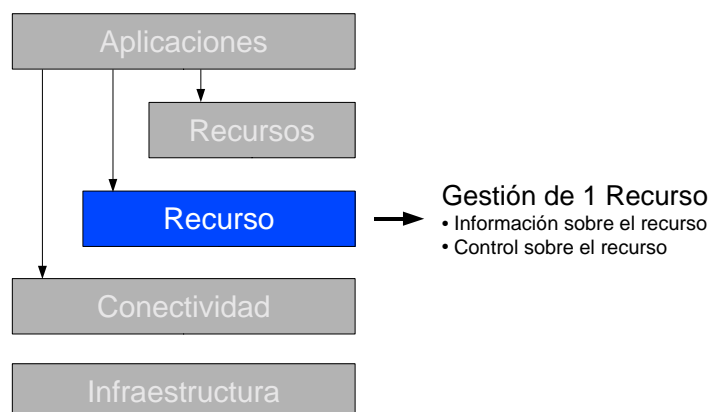 Aplicaciones
Recursos
Recurso
Gestión de 1 Recurso
• Información sobre el recurso
• Control sobre el recurso
Conectividad
Infraestructura